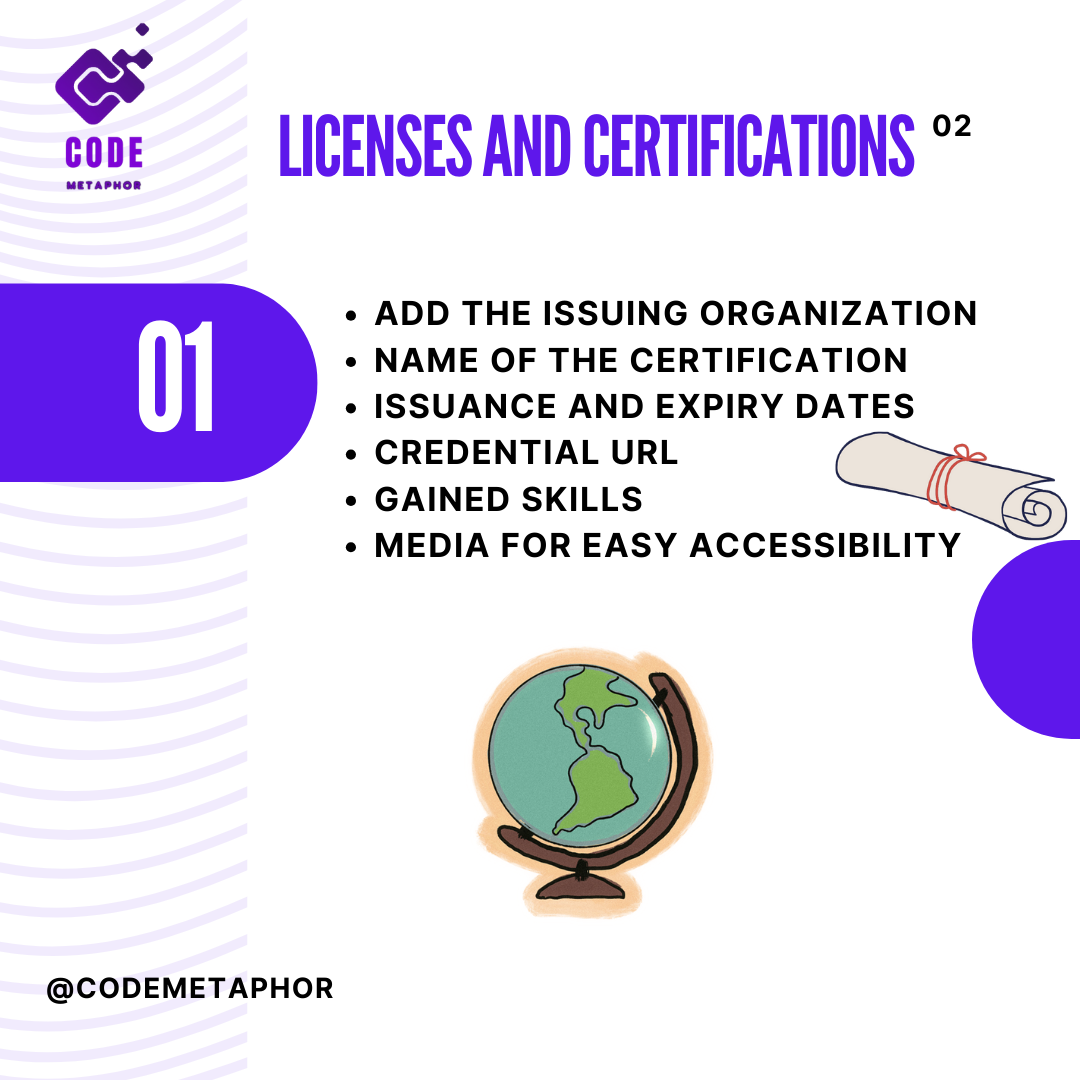 CODE
METAPHOR
LICENSES AND CERTIFICATIONS 02
01
• ADD THE ISSUING ORGANIZATION
• NAME OF THE CERTIFICATION
• ISSUANCE AND EXPIRY DATES
• CREDENTIAL URL
• GAINED SKILLS
• MEDIA FOR EASY ACCESSIBILITY
@CODEMETAPHOR